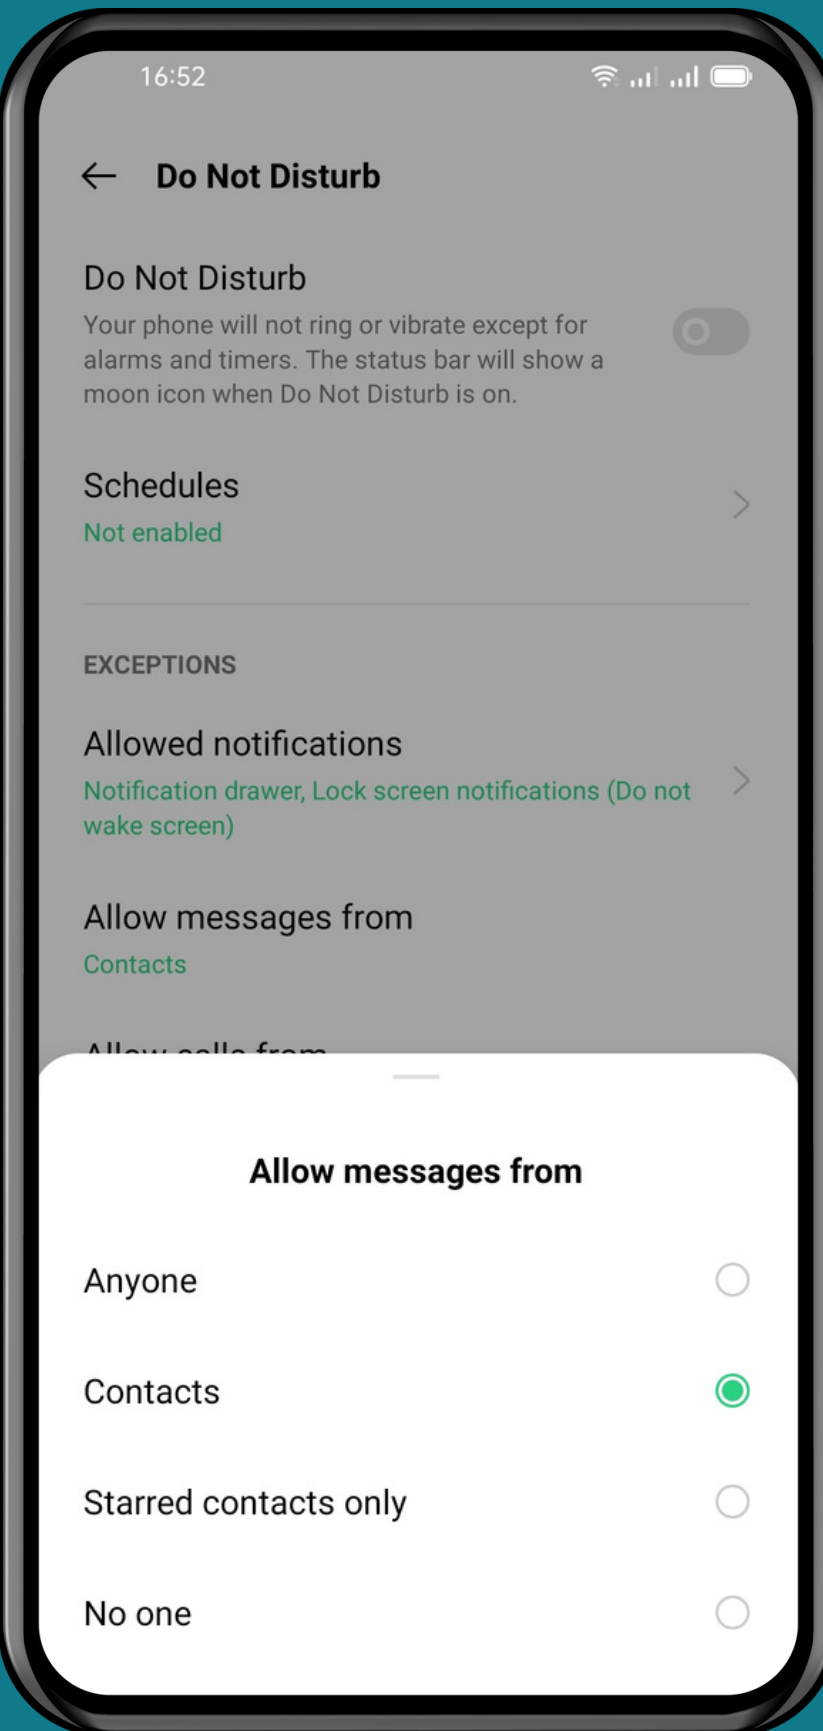 16:52
Do Not Disturb
Do Not Disturb
Your phone will not ring or vibrate except for
alarms and timers. The status bar will show a
moon icon when Do Not Disturb is on.
Schedules
Not enabled
EXCEPTIONS
Allowed notifications
Notification drawer, Lock screen notifications (Do not
wake screen)
Allow messages from
Contacts
Allow calls from
Allow messages from
Anyone
Contacts
Starred contacts only
No one